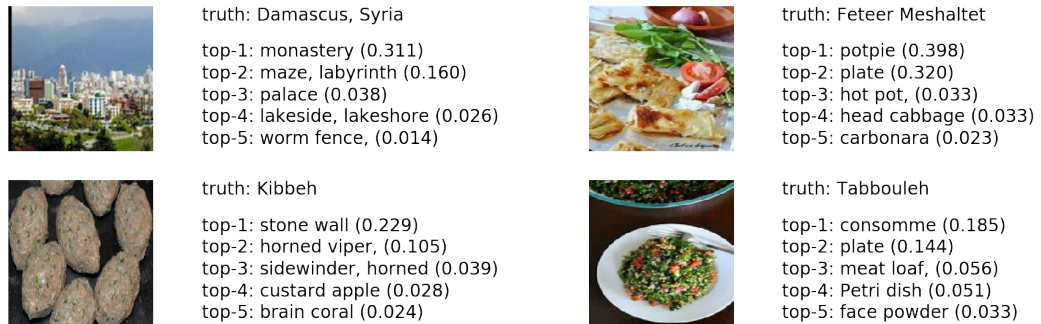 truth: Damascus, Syria
top-1: monastery (0.311)
top-2: maze, labyrinth (0.160)
top-3: palace (0.038)
top-4: lakeside, lakeshore (0.026)
top-5: worm fence, (0.014)
truth: Feteer Meshaltet
top-1: potpie (0.398)
top-2: plate (0.320)
top-3: hot pot, (0.033)
top-4: head cabbage (0.033)
top-5: carbonara (0.023)
truth: Kibbeh
top-1: stone wall (0.229)
top-2: horned viper, (0.105)
top-3: sidewinder, horned (0.039)
top-4: custard apple (0.028)
top-5: brain coral (0.024)
truth: Tabbouleh
top-1: consomme (0.185)
top-2: plate (0.144)
top-3: meat loaf, (0.056)
top-4: Petri dish (0.051)
top-5: face powder (0.033)